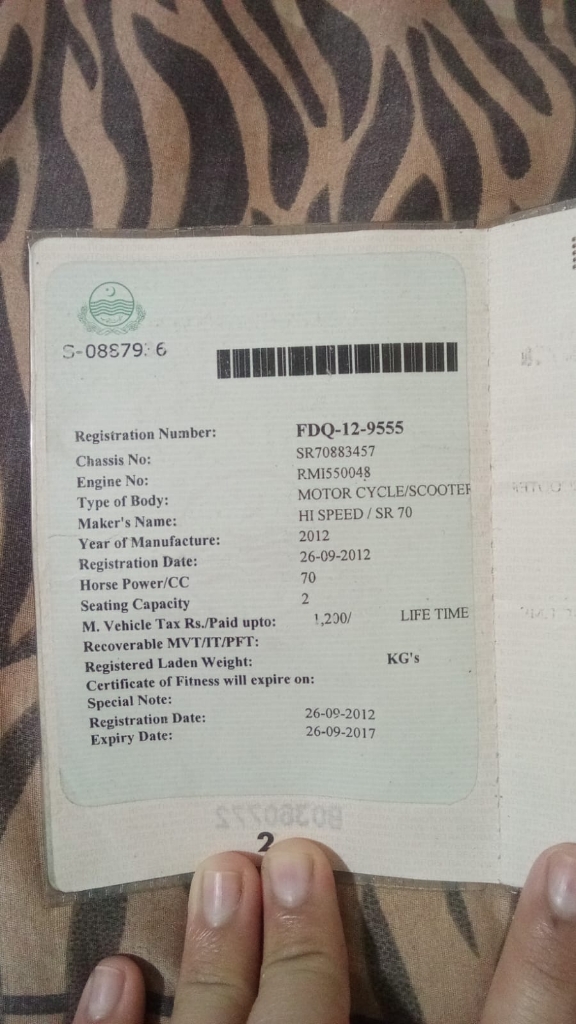 Registration Number: FDQ-12-9555
Chassis No: SR70883457
Engine No: RMI550048
Type of Body: MOTOR CYCLE/SCOOTER
Maker's Name: HI SPEED / SR 70
Year of Manufacture: 2012
Registration Date: 26-09-2012
Horse Power/CC 70
Seating Capacity 2
M. Vehicle Tax Rs./Paid upto: 1,200/ LIFE TIME
Recoverable MVT/IT/PFT:
Registered Laden Weight: KG's
Certificate of Fitness will expire on:
Special Note:
Registration Date: 26-09-2012
Expiry Date: 26-09-2017
B0360772
2